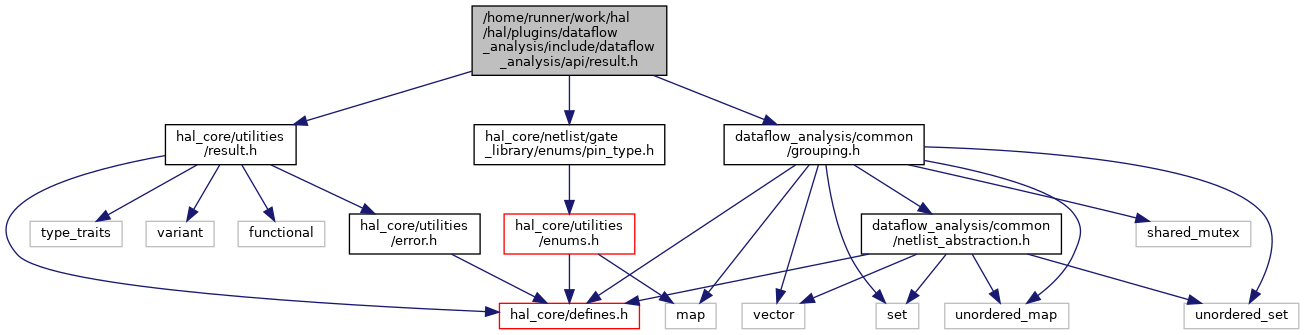 /home/runner/work/hal
/hal/plugins/dataflow
_analysis/include/dataflow
_analysis/api/result.h
hal_core/utilities
/result.h
hal_core/netlist/gate
_library/enums/pin_type.h
dataflow_analysis/common
/grouping.h
type_traits
variant
functional
hal_core/utilities
/error.h
hal_core/utilities
/enums.h
dataflow_analysis/common
/netlist_abstraction.h
shared_mutex
hal_core/defines.h
map
vector
set
unordered_map
unordered_set